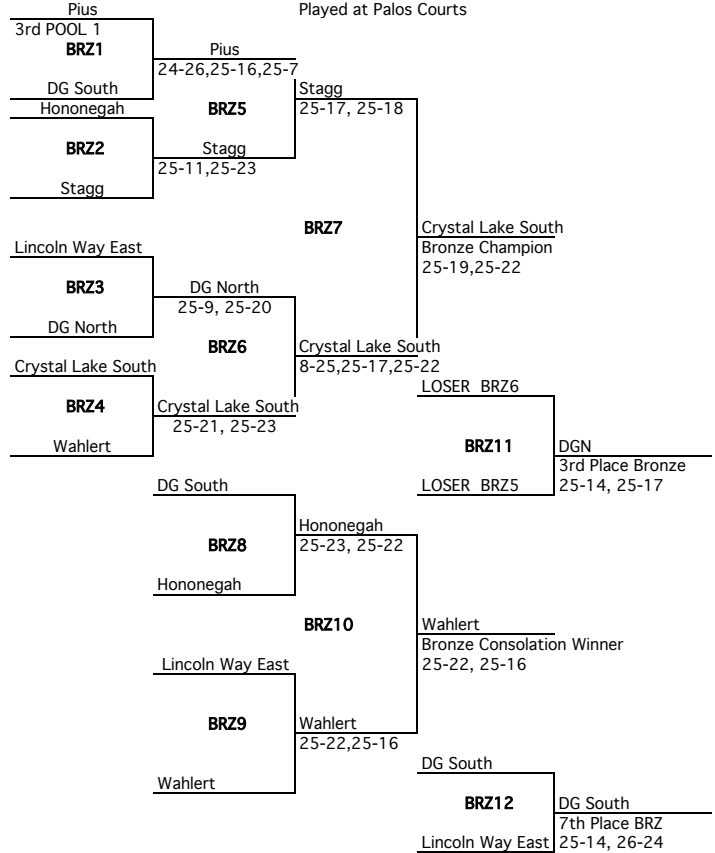 Pius
Played at Palos Courts
3rd POOL 1
BRZ1
Pius
24-26,25-16,25-7
DG South
Stagg
Hononegah
BRZ5
25-17, 25-18
BRZ2
Stagg
25-11,25-23
Stagg
BRZ7
Crystal Lake South
Lincoln Way East
Bronze Champion
25-19,25-22
BRZ3
DG North
25-9, 25-20
DG North
BRZ6
Crystal Lake South
Crystal Lake South
8-25,25-17,25-22
LOSER BRZ6
BRZ4
Crystal Lake South
25-21, 25-23
Wahlert
BRZ11
DGN
3rd Place Bronze
DG South
LOSER BRZ5
25-14, 25-17
Hononegah
BRZ8
25-23, 25-22
Hononegah
BRZ10
Wahlert
Bronze Consolation Winner
Lincoln Way East
25-22, 25-16
BRZ9
Wahlert
25-22,25-16
DG South
Wahlert
BRZ12
DG South
7th Place BRZ
Lincoln Way East
25-14, 26-24